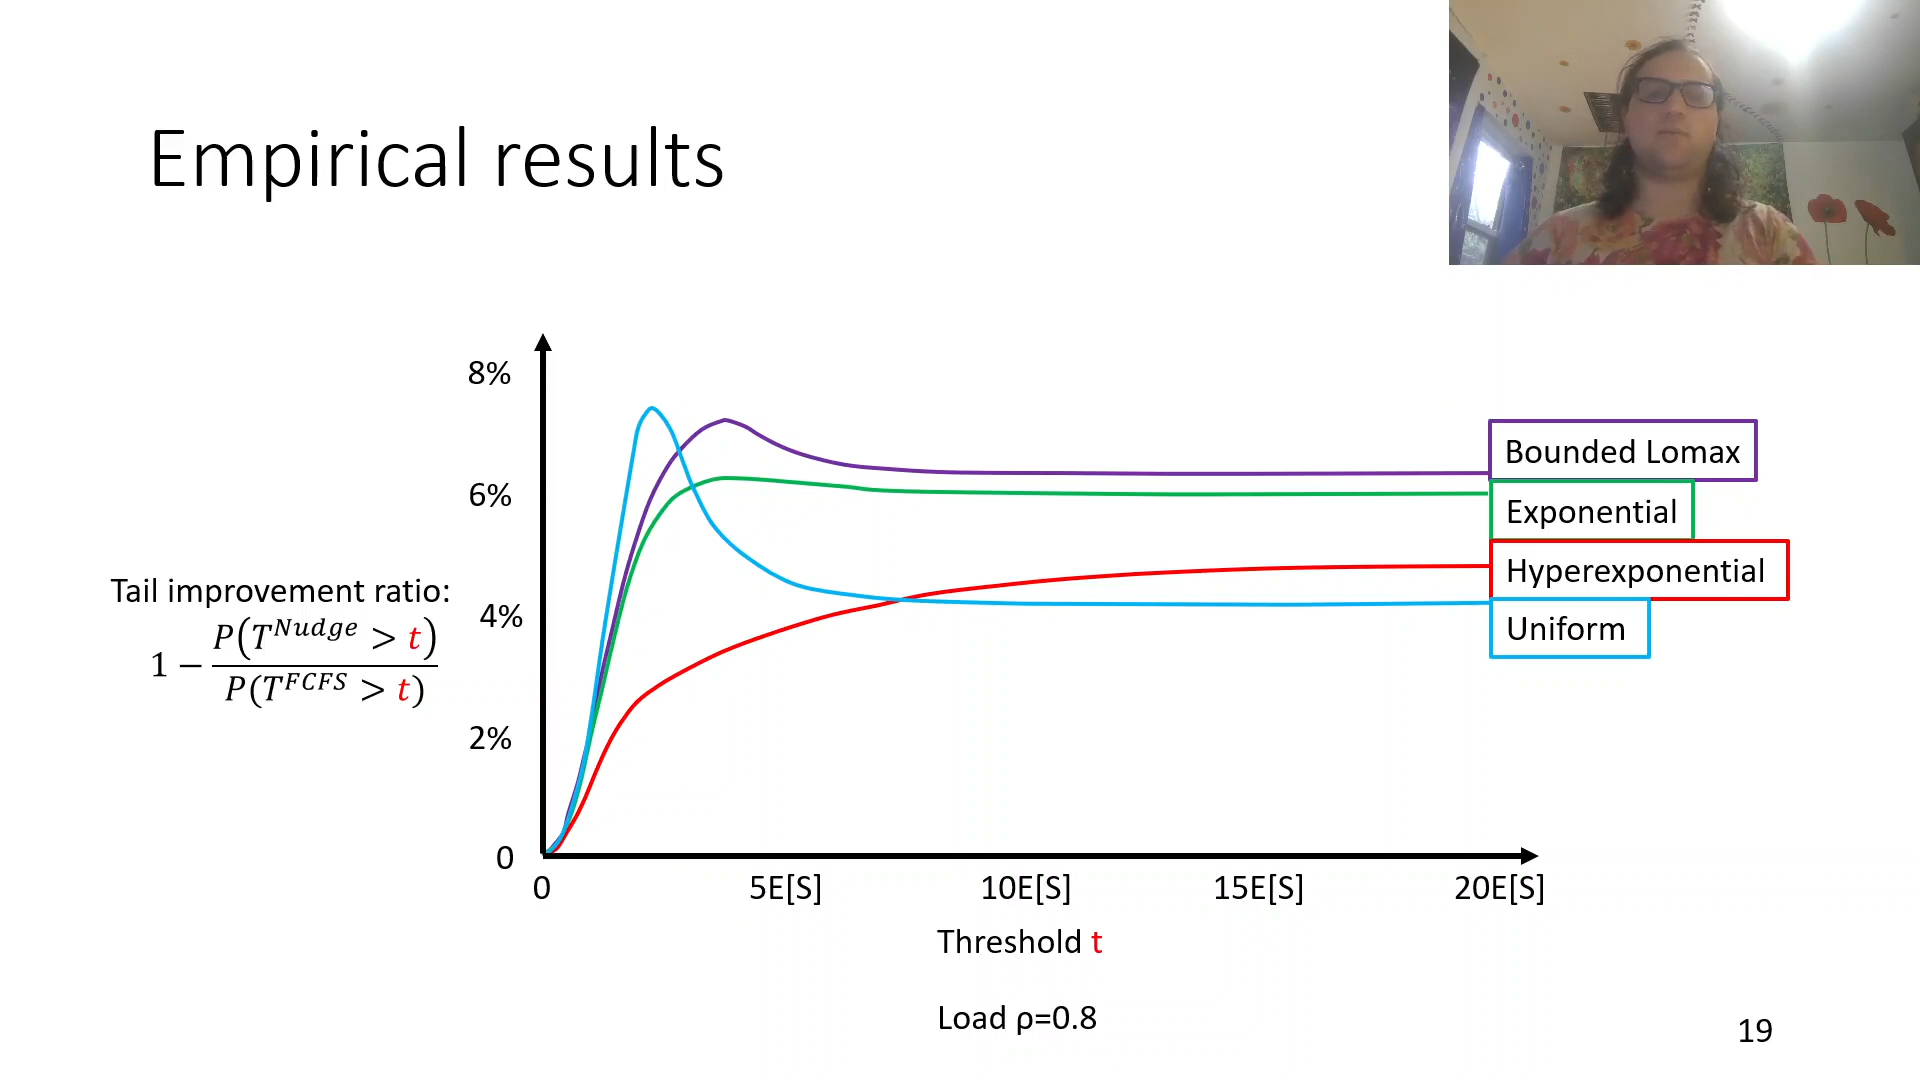 Empirical results
8%
6%
4%
2%
0
Tail improvement ratio:
1 − P(T^Nudge > t) / P(T^FCFS > t)
Bounded Lomax
Exponential
Hyperexponential
Uniform
0 5E[S] 10E[S] 15E[S] 20E[S]
Threshold t
Load ρ=0.8
19